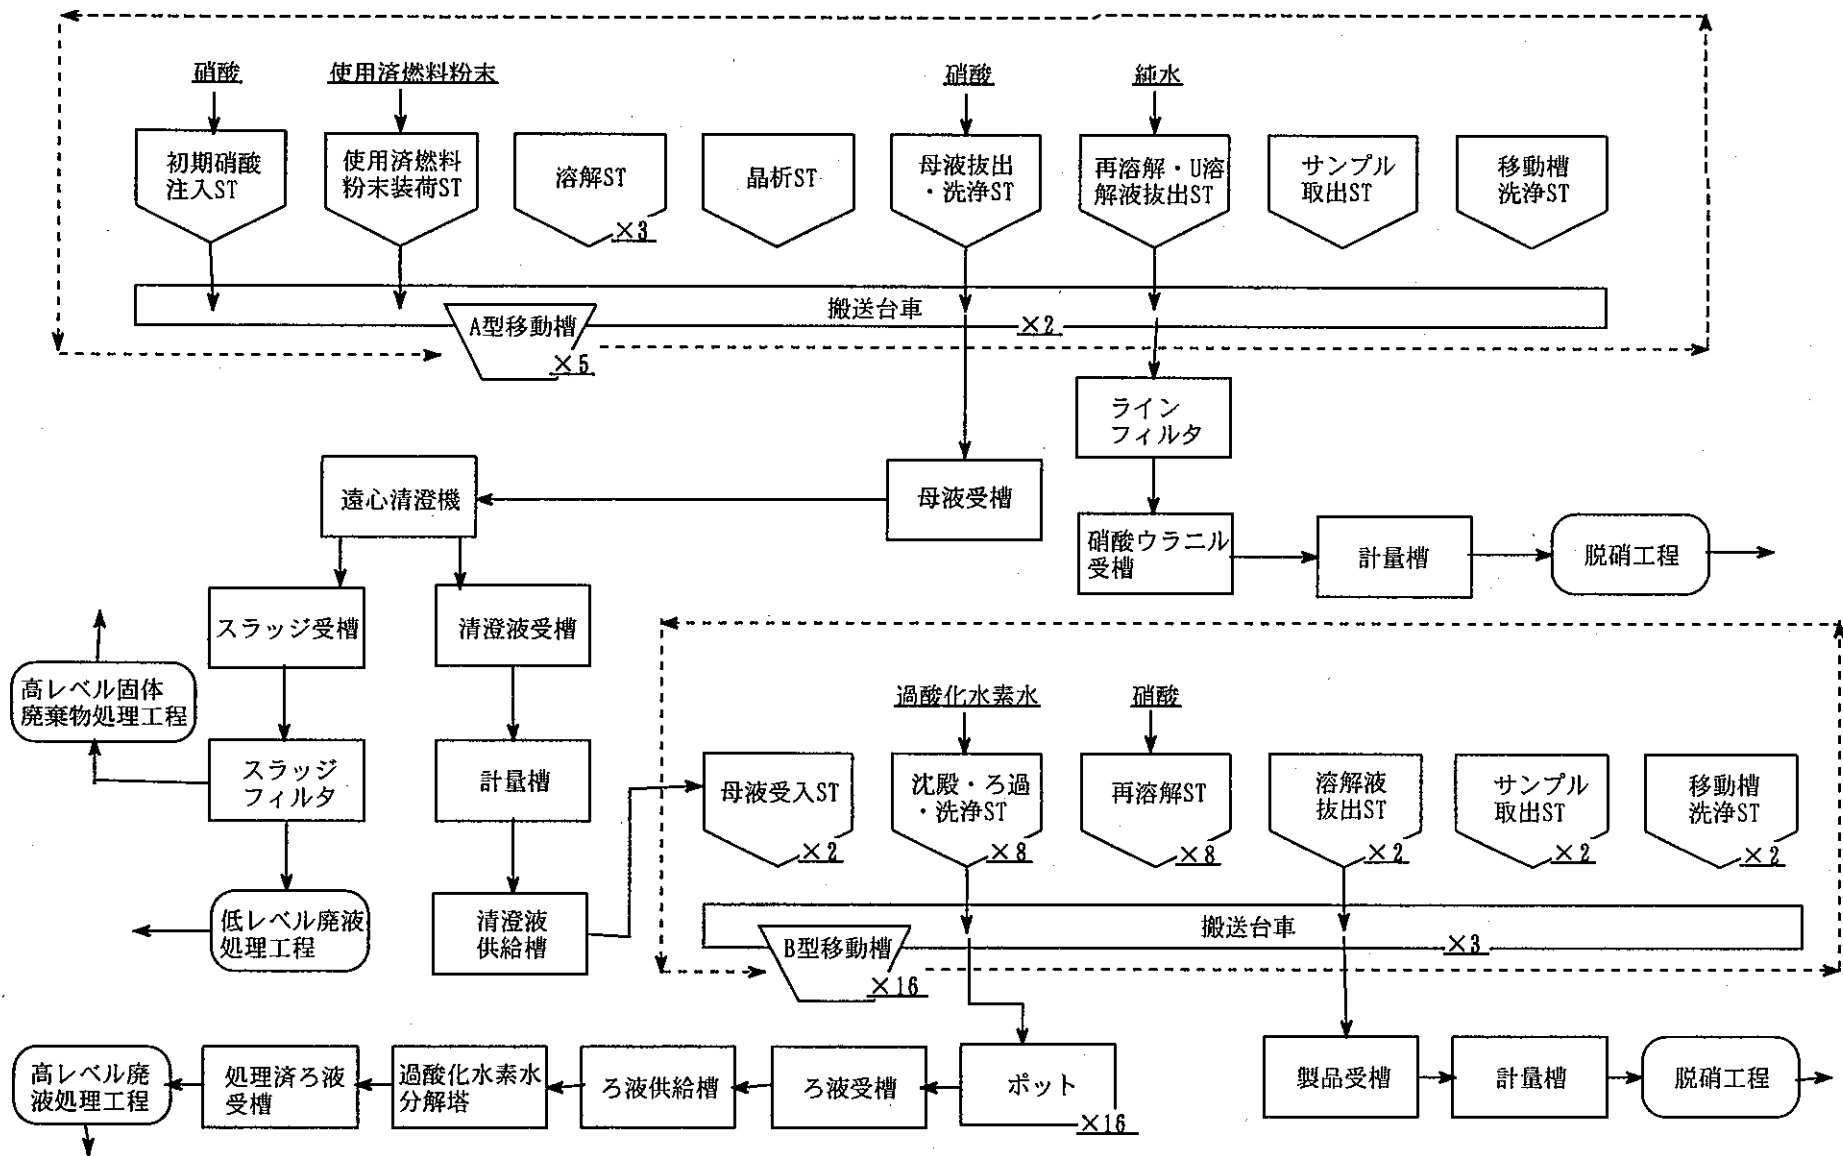 硝酸
使用済燃料粉末
硝酸
純水
初期硝酸
注入ST
使用済燃料
粉末装荷ST
溶解ST
×3
晶析ST
母液抜出
・洗浄ST
再溶解・U溶
解液抜出ST
サンプル
取出ST
移動槽
洗浄ST
搬送台車
×2
A型移動槽
×5
ライン
フィルタ
遠心清澄機
母液受槽
硝酸ウラニル
受槽
計量槽
脱硝工程
スラッジ受槽
清澄液受槽
高レベル固体
廃棄物処理工程
スラッジ
フィルタ
計量槽
過酸化水素水
硝酸
母液受入ST
×2
沈殿・ろ過
・洗浄ST
×8
再溶解ST
×8
溶解液
抜出ST
×2
サンプル
取出ST
×2
移動槽
洗浄ST
×2
低レベル廃液
処理工程
清澄液
供給槽
搬送台車
×3
B型移動槽
×16
高レベル廃
液処理工程
処理済ろ液
受槽
過酸化水素水
分解塔
ろ液供給槽
ろ液受槽
ポット
×16
製品受槽
計量槽
脱硝工程